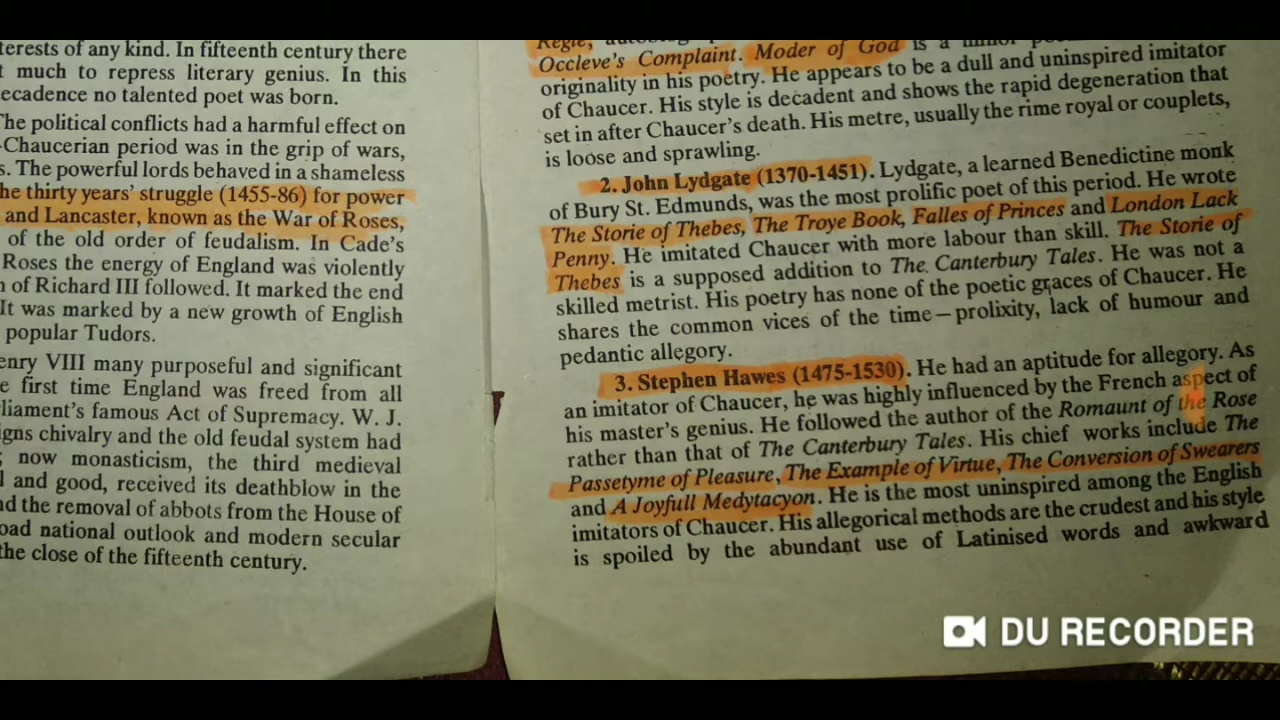 terests of any kind. In fifteenth century there
much to repress literary genius. In this
ecadence no talented poet was born.
The political conflicts had a harmful effect on
-Chaucerian period was in the grip of wars,
s. The powerful lords behaved in a shameless
he thirty years' struggle (1455-86) for power
and Lancaster, known as the War of Roses,
of the old order of feudalism. In Cade's
Roses the energy of England was violently
of Richard III followed. It marked the end
It was marked by a new growth of English
popular Tudors.
enry VIII many purposeful and significant
e first time England was freed from all
liament's famous Act of Supremacy. W. J.
igns chivalry and the old feudal system had
; now monasticism, the third medieval
l and good, received its deathblow in the
nd the removal of abbots from the House of
oad national outlook and modern secular
the close of the fifteenth century.
Regle,
Occleve's Complaint. Moder of God is a
originality in his poetry. He appears to be a dull and uninspired imitator
of Chaucer. His style is decadent and shows the rapid degeneration that
set in after Chaucer's death. His metre, usually the rime royal or couplets,
is loose and sprawling.
2. John Lydgate (1370-1451). Lydgate, a learned Benedictine monk
of Bury St. Edmunds, was the most prolific poet of this period. He wrote
The Storie of Thebes, The Troye Book, Falles of Princes and London Lack
Penny. He imitated Chaucer with more labour than skill. The Storie of
Thebes is a supposed addition to The Canterbury Tales. He was not a
skilled metrist. His poetry has none of the poetic graces of Chaucer. He
shares the common vices of the time—prolixity, lack of humour and
pedantic allegory.
3. Stephen Hawes (1475-1530). He had an aptitude for allegory. As
an imitator of Chaucer, he was highly influenced by the French aspect of
his master's genius. He followed the author of the Romaunt of the Rose
rather than that of The Canterbury Tales. His chief works include The
Passetyme of Pleasure, The Example of Virtue, The Conversion of Swearers
and A Joyfull Medytacyon. He is the most uninspired among the English
imitators of Chaucer. His allegorical methods are the crudest and his style
is spoiled by the abundant use of Latinised words and awkward
DU RECORDER